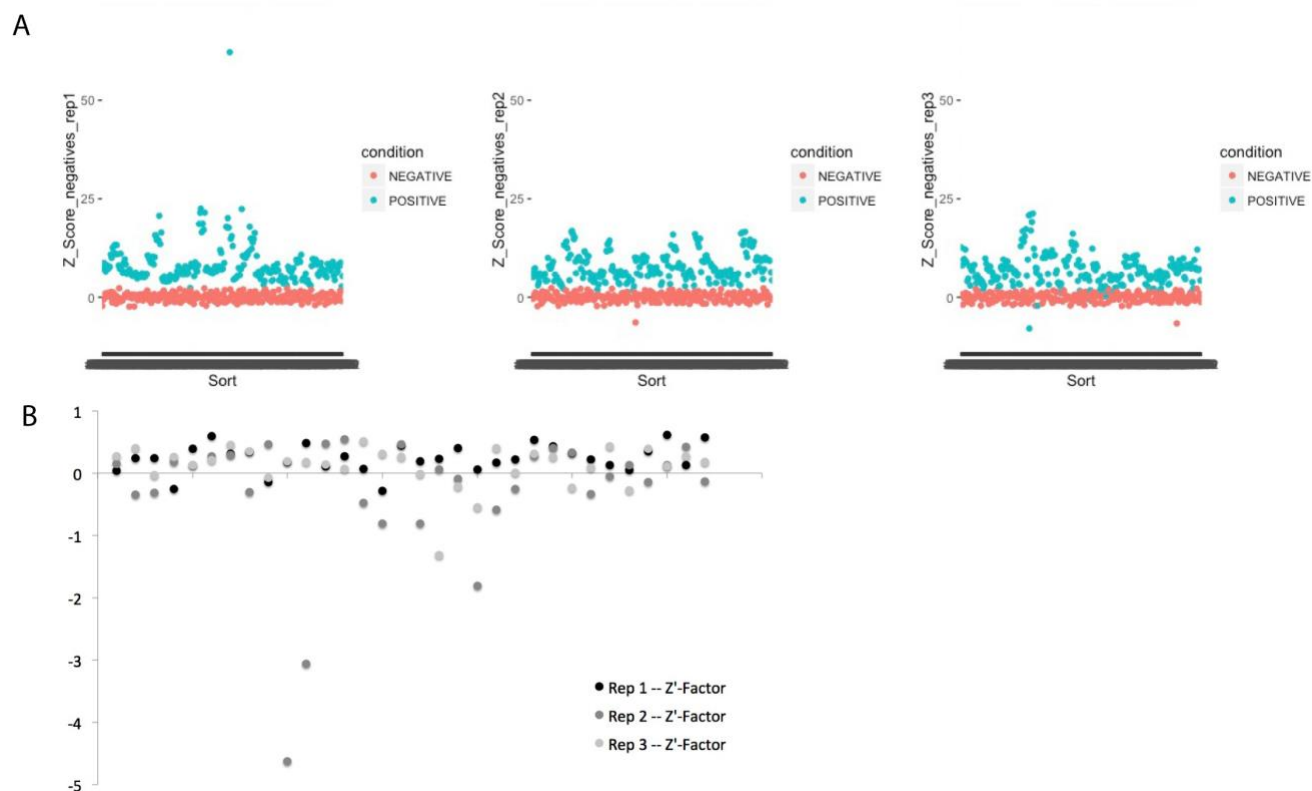 A
Z_Score_negatives_rep1
50
25
0
Sort
condition
NEGATIVE
POSITIVE
Z_Score_negatives_rep2
50
25
0
Sort
condition
NEGATIVE
POSITIVE
Z_Score_negatives_rep3
50
25
0
Sort
condition
NEGATIVE
POSITIVE
B
1
0
-1
-2
-3
-4
-5
Rep 1 -- Z'-Factor
Rep 2 -- Z'-Factor
Rep 3 -- Z'-Factor